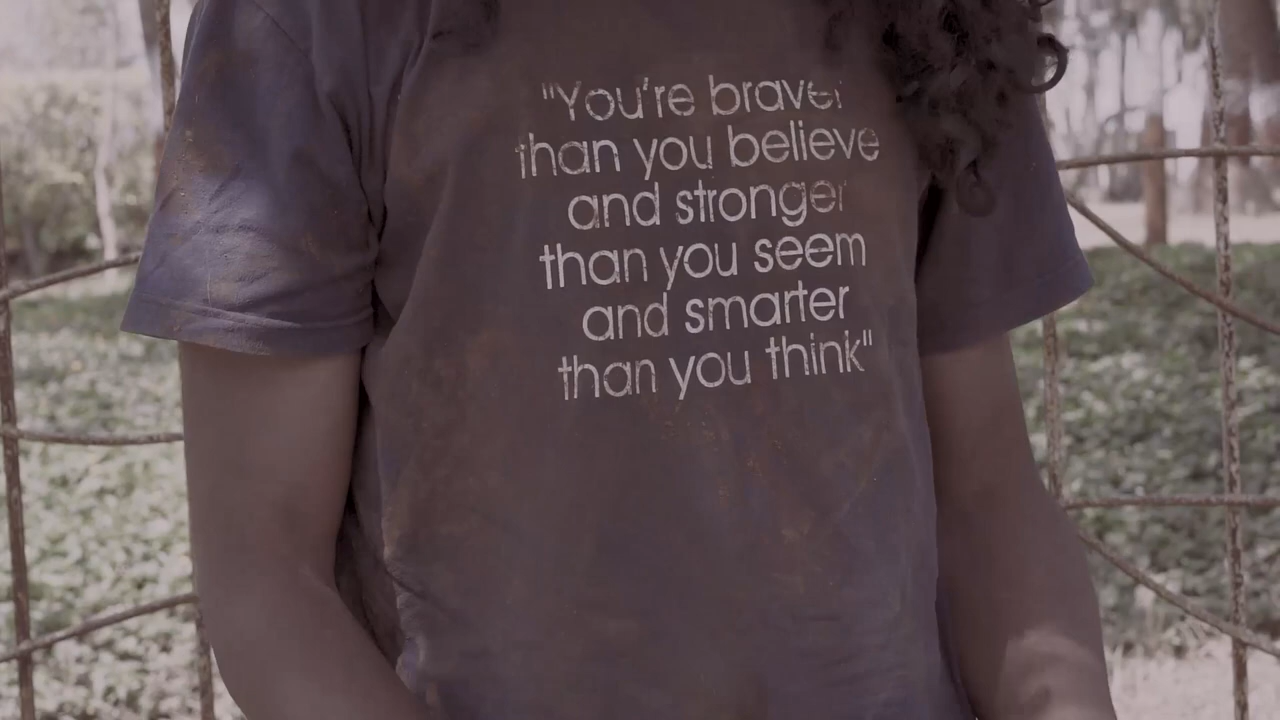 "You're braver
than you believe
and stronger
than you seem
and smarter
than you think"